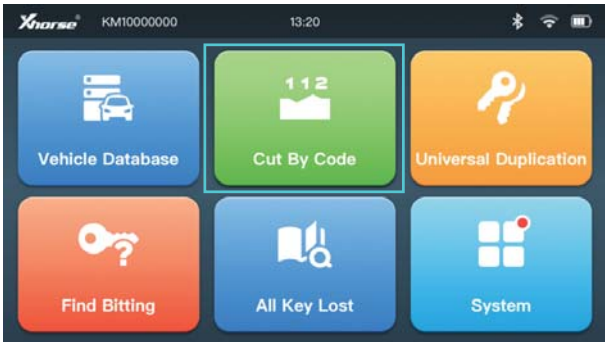 Xhorse® KM10000000 13:20
112
Vehicle Database Cut By Code Universal Duplication
?
Find Bitting All Key Lost System